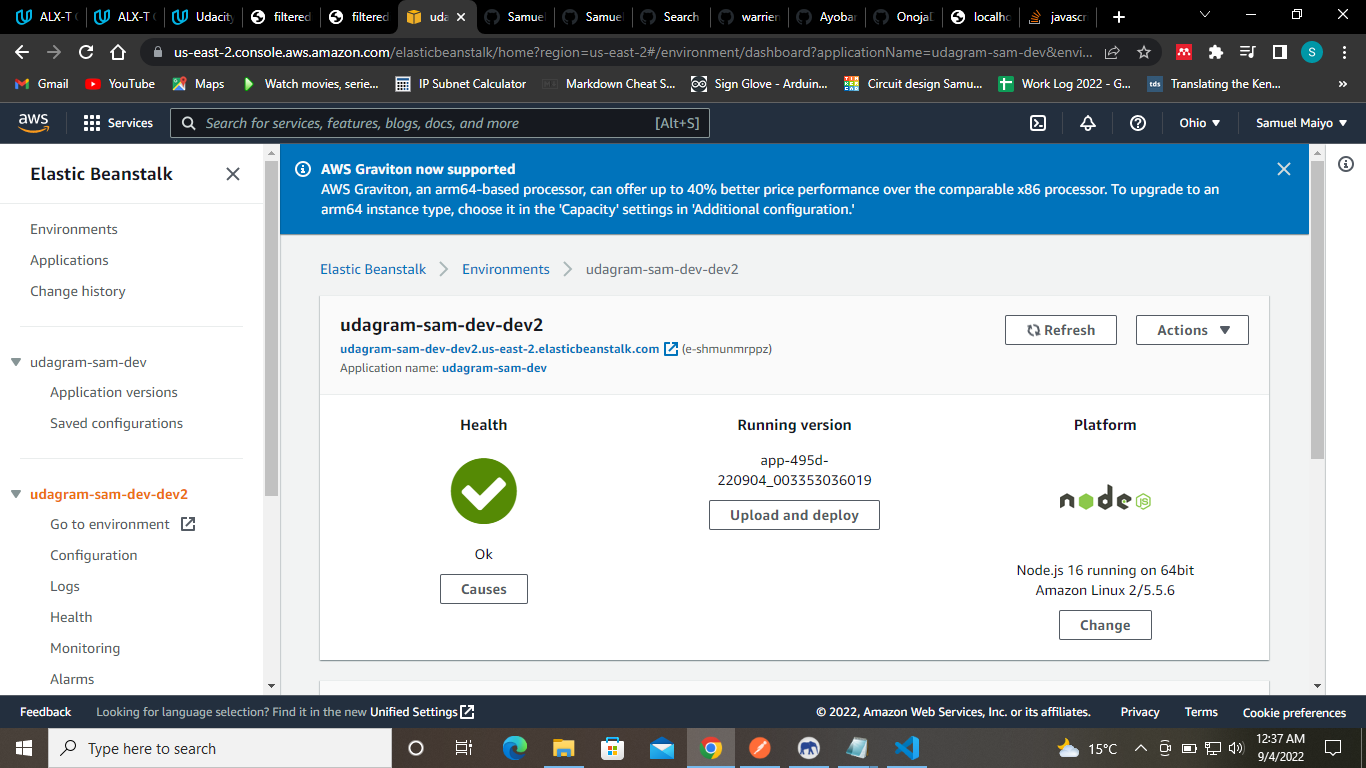 ALX-T
ALX-T
Udacity
filtered
filtered
uda
Samuel
Samuel
Search
warrien
Ayobar
OnojaD
localho
javascr
us-east-2.console.aws.amazon.com/elasticbeanstalk/home?region=us-east-2#/environment/dashboard?applicationName=udagram-sam-dev&envi...
S
Gmail
YouTube
Maps
Watch movies, serie...
IP Subnet Calculator
Markdown Cheat S...
Sign Glove - Arduin...
Circuit design Samu...
Work Log 2022 - G...
Translating the Ken...
»
aws
Services
Search for services, features, blogs, docs, and more
[Alt+S]
Ohio
Samuel Maiyo
Elastic Beanstalk
Environments
Applications
Change history
udagram-sam-dev
Application versions
Saved configurations
udagram-sam-dev-dev2
Go to environment
Configuration
Logs
Health
Monitoring
Alarms
AWS Graviton now supported
AWS Graviton, an arm64-based processor, can offer up to 40% better price performance over the comparable x86 processor. To upgrade to an
arm64 instance type, choose it in the 'Capacity' settings in 'Additional configuration.'
Elastic Beanstalk
Environments
udagram-sam-dev-dev2
udagram-sam-dev-dev2
udagram-sam-dev-dev2.us-east-2.elasticbeanstalk.com (e-shmunmrppz)
Application name: udagram-sam-dev
Refresh
Actions
Health
Ok
Causes
Running version
app-495d-
220904_003353036019
Upload and deploy
Platform
node JS
Node.js 16 running on 64bit
Amazon Linux 2/5.5.6
Change
Feedback
Looking for language selection? Find it in the new Unified Settings
© 2022, Amazon Web Services, Inc. or its affiliates.
Privacy
Terms
Cookie preferences
Type here to search
15°C
12:37 AM
9/4/2022